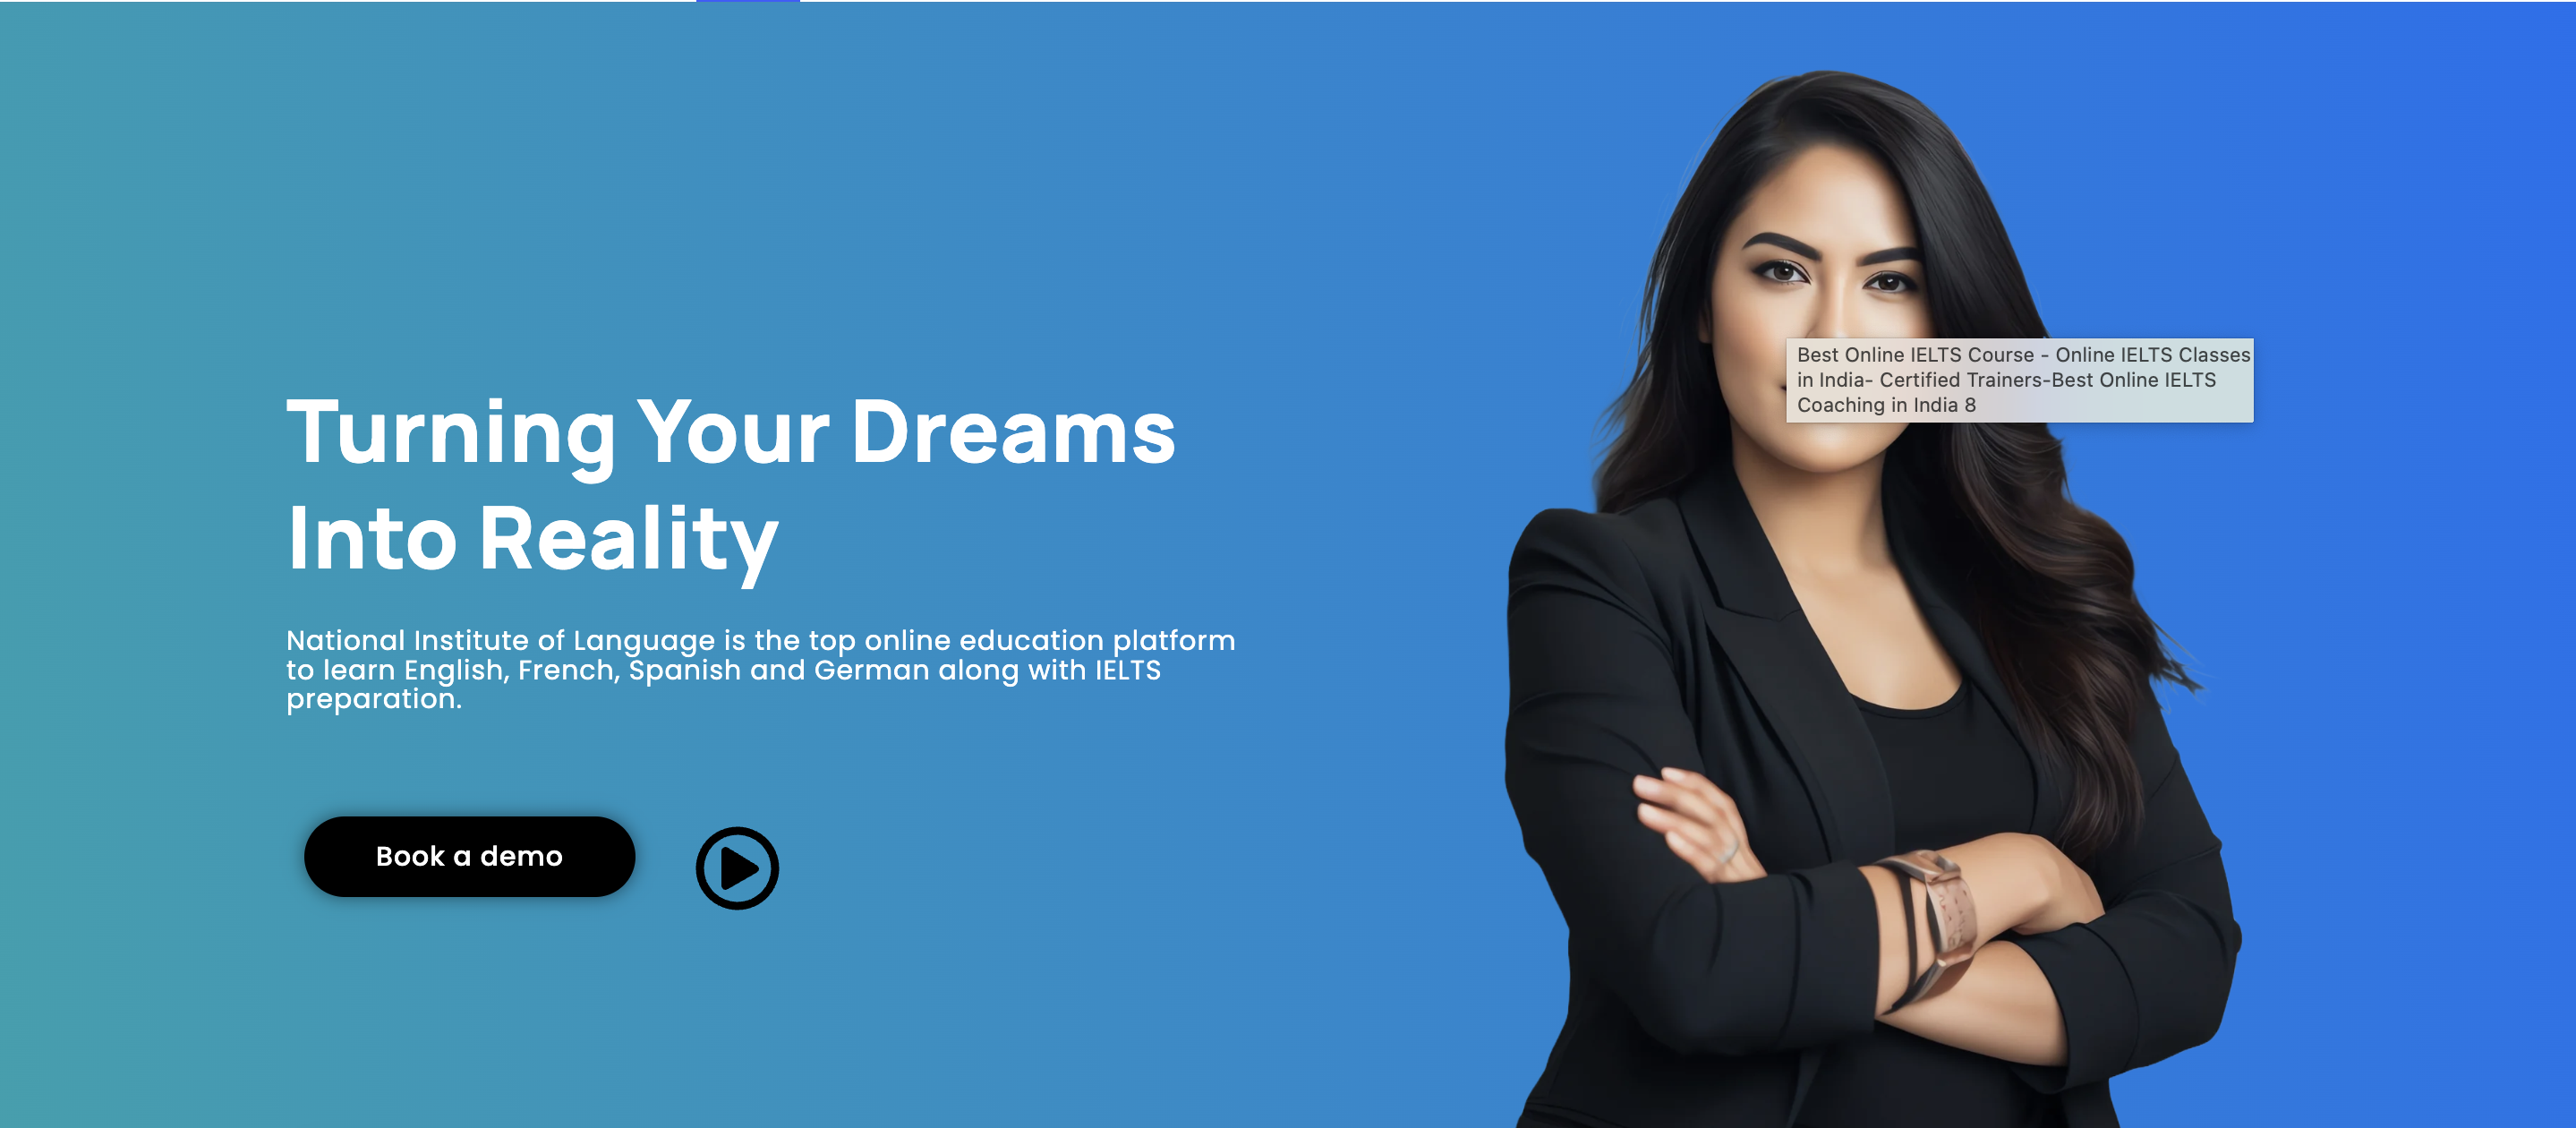 Turning Your Dreams
Into Reality
National Institute of Language is the top online education platform
to learn English, French, Spanish and German along with IELTS
preparation.
Book a demo
Best Online IELTS Course - Online IELTS Classes
in India- Certified Trainers-Best Online IELTS
Coaching in India 8